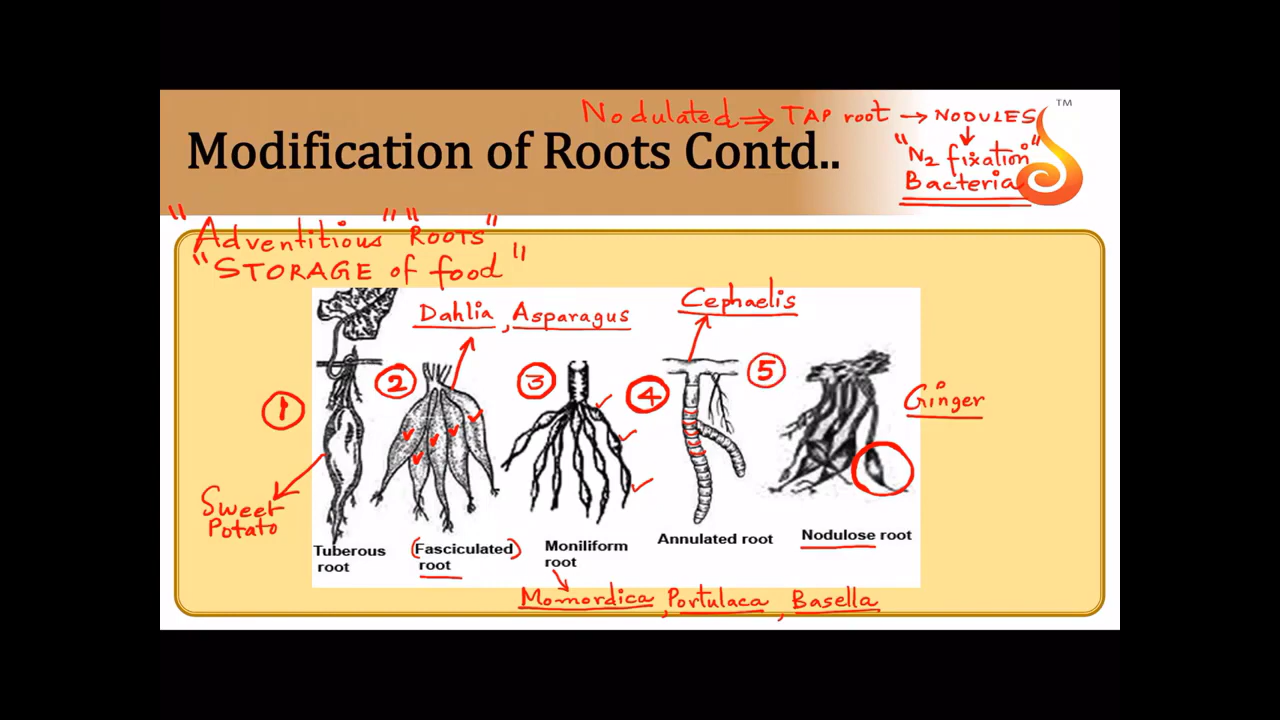 Nodulated ⇒ TAP root → NODULES
TM
Modification of Roots Contd..
"N2 fixation"
Bacteria
"Adventitious" "ROOTS"
"STORAGE of food"
Cephaelis
Dahlia, Asparagus
1
2
3
4
5
Ginger
Sweet
Potato
Tuberous
root
(Fasciculated)
root
Moniliform
root
Annulated root
Nodulose root
Momordica, Portulaca, Basella